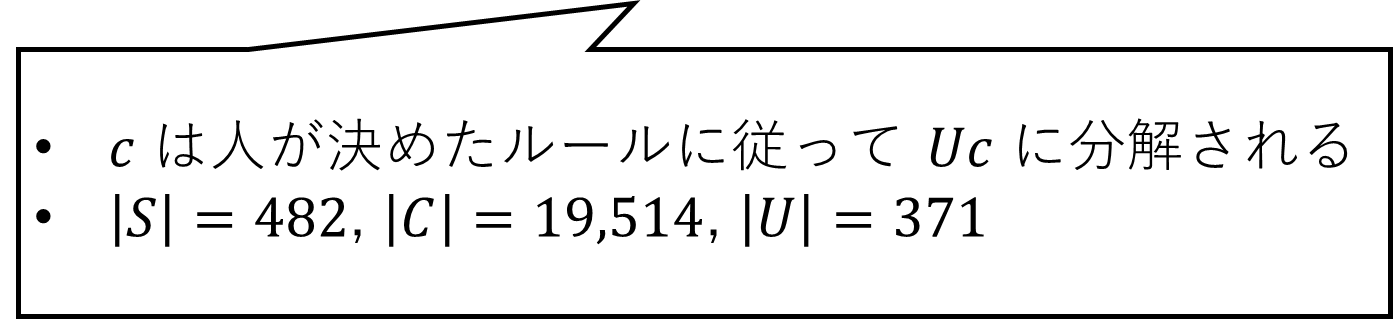 • c は人が決めたルールに従って Uc に分解される
• |S| = 482, |C| = 19,514, |U| = 371